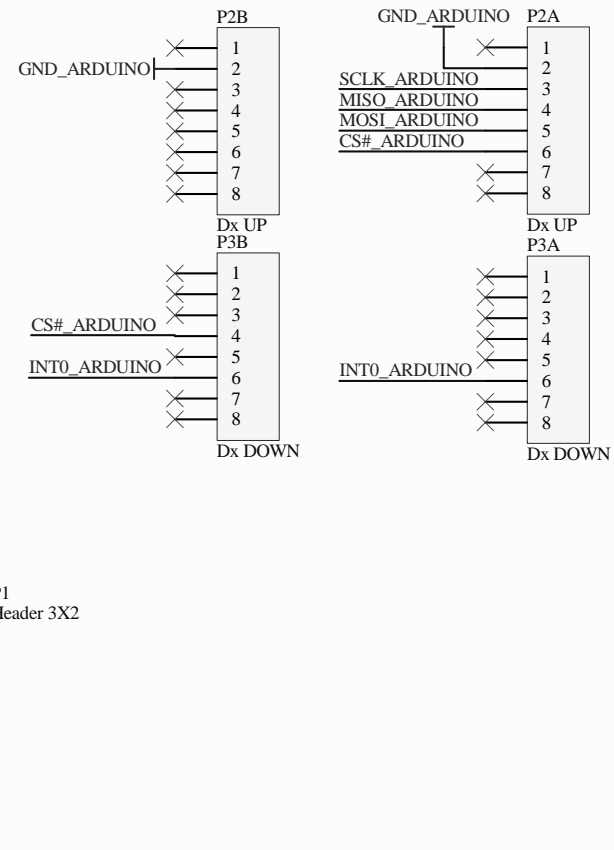 P2B
1
GND_ARDUINO 2
3
4
5
6
7
8
Dx UP
GND_ARDUINO P2A
1
2
SCLK_ARDUINO 3
MISO_ARDUINO 4
MOSI_ARDUINO 5
CS#_ARDUINO 6
7
8
Dx UP
P3B
1
2
3
CS#_ARDUINO 4
5
INT0_ARDUINO 6
7
8
Dx DOWN
P3A
1
2
3
4
5
INT0_ARDUINO 6
7
8
Dx DOWN
1
eader 3X2